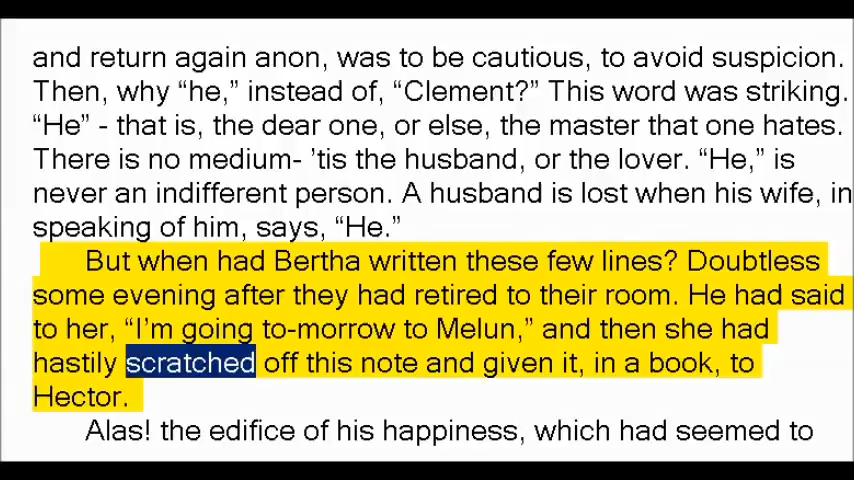 and return again anon, was to be cautious, to avoid suspicion.
Then, why “he,” instead of, “Clement?” This word was striking.
“He” - that is, the dear one, or else, the master that one hates.
There is no medium- ’tis the husband, or the lover. “He,” is
never an indifferent person. A husband is lost when his wife, in
speaking of him, says, “He.”
But when had Bertha written these few lines? Doubtless
some evening after they had retired to their room. He had said
to her, “I’m going to-morrow to Melun,” and then she had
hastily scratched off this note and given it, in a book, to
Hector.
Alas! the edifice of his happiness, which had seemed to